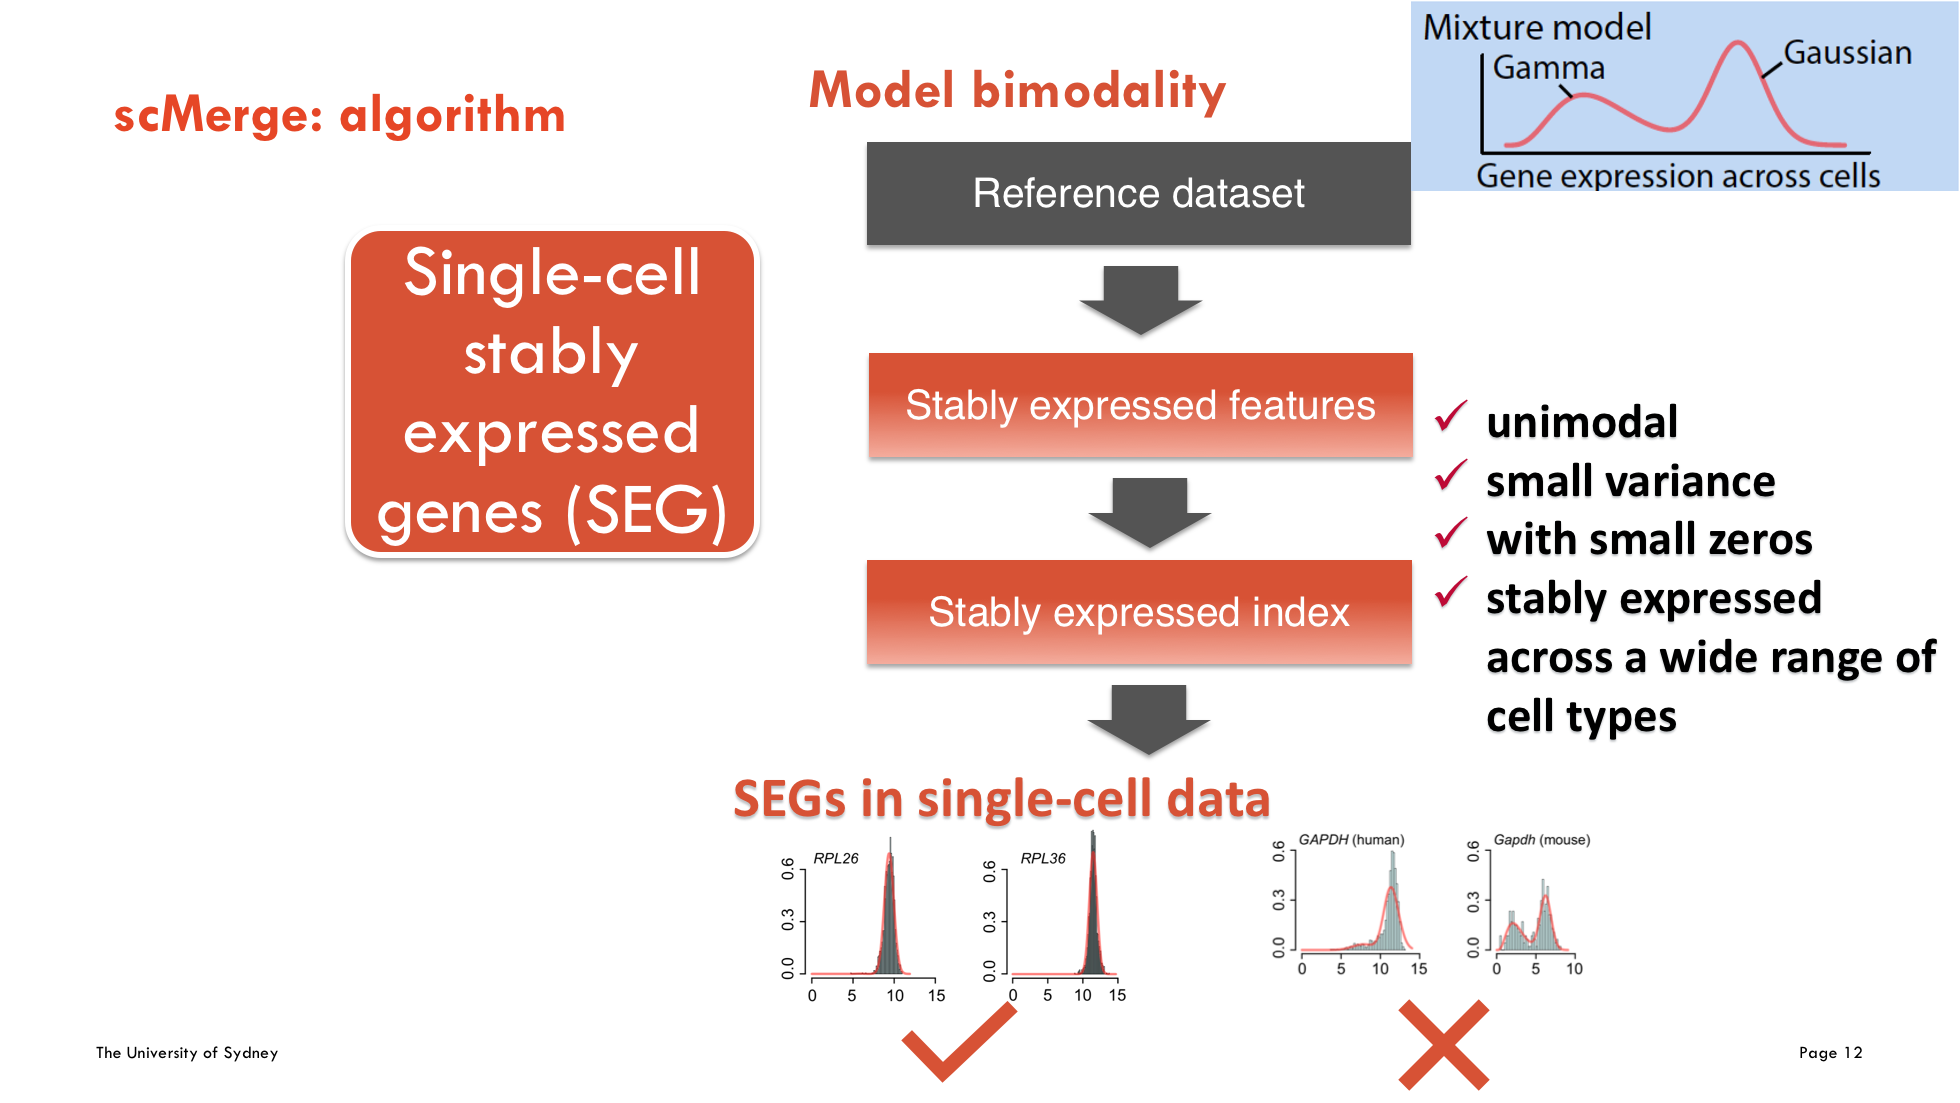 scMerge: algorithm
Model bimodality
Mixture model
Gamma
Gaussian
Gene expression across cells
Reference dataset
Single-cell
stably
expressed
genes (SEG)
Stably expressed features
Stably expressed index
✓ unimodal
✓ small variance
✓ with small zeros
✓ stably expressed
across a wide range of
cell types
SEGs in single-cell data
RPL26
0.0 0.3 0.6
0 5 10 15
RPL36
0.0 0.3 0.6
0 5 10 15
GAPDH (human)
0.0 0.3 0.6
0 5 10 15
Gapdh (mouse)
0.0 0.3 0.6
0 5 10
The University of Sydney
Page 12